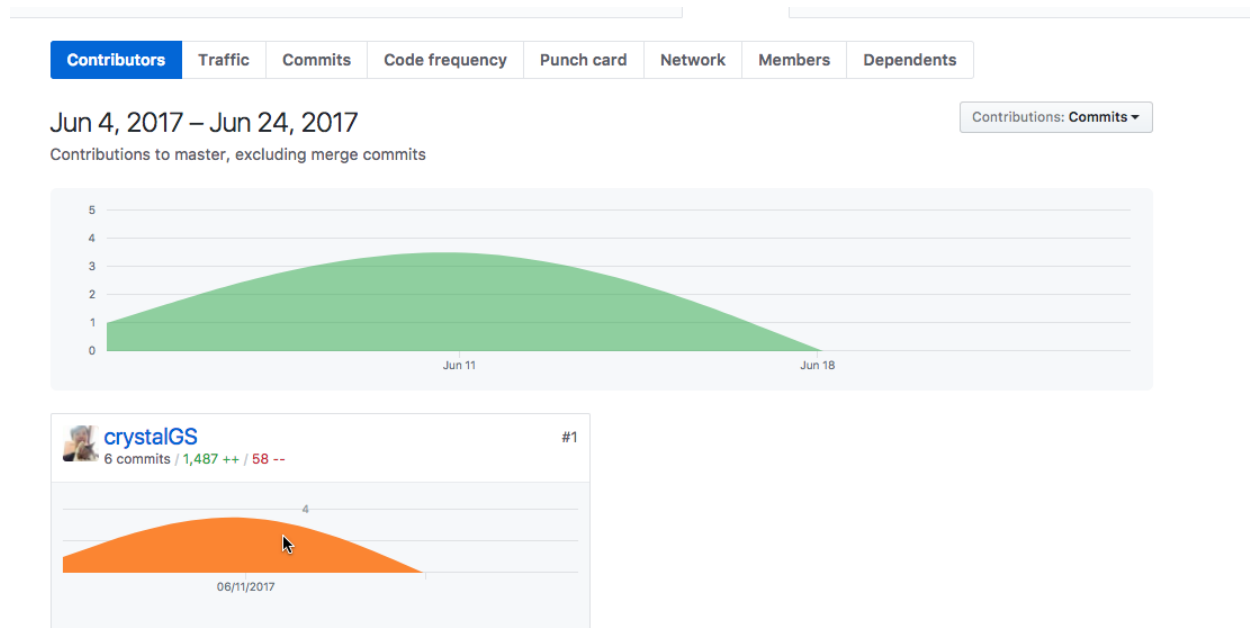 Contributors Traffic Commits Code frequency Punch card Network Members Dependents
Jun 4, 2017 – Jun 24, 2017
Contributions: Commits
Contributions to master, excluding merge commits
5
4
3
2
1
0
Jun 11 Jun 18
crystalGS #1
6 commits / 1,487 ++ / 58 --
4
06/11/2017